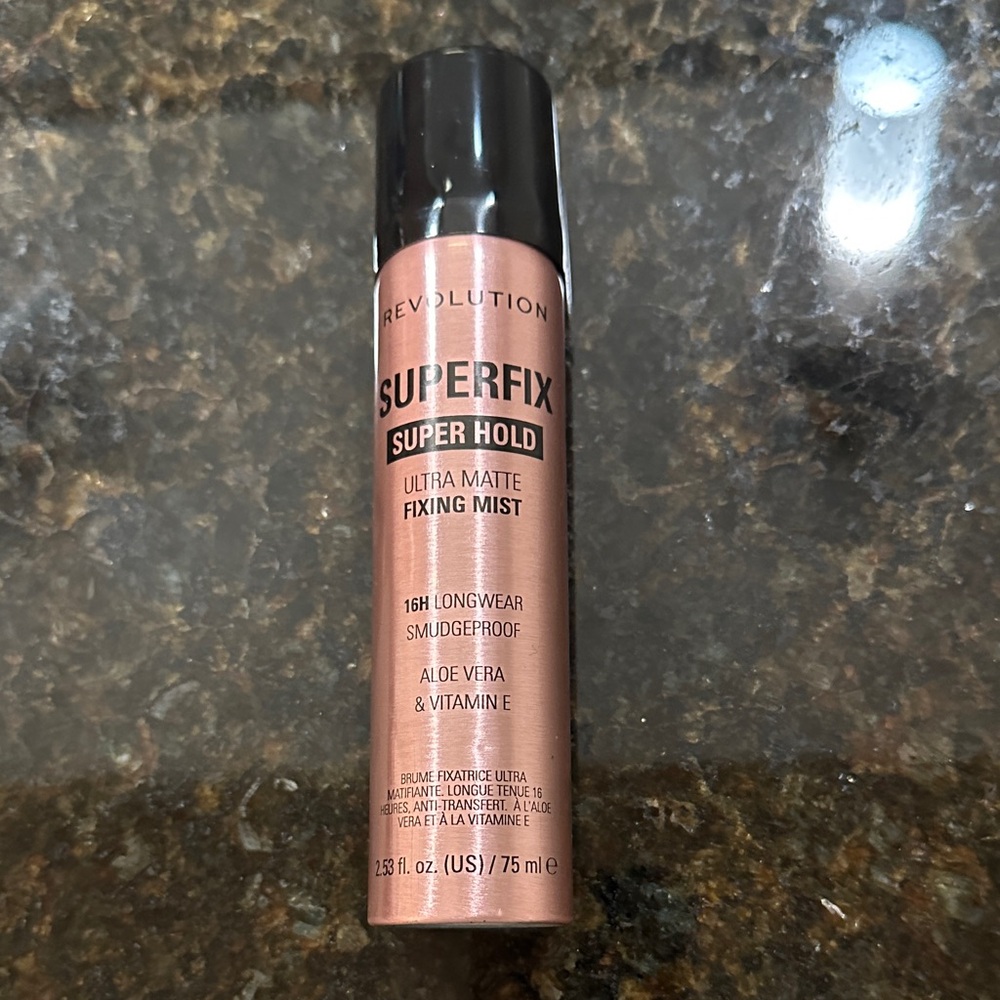 REVOLUTION
SUPERFIX
SUPER HOLD
ULTRA MATTE
FIXING MIST
16H LONGWEAR
SMUDGEPROOF
ALOE VERA
& VITAMIN E
BRUME FIXATRICE ULTRA
MATIFIANTE. LONGUE TENUE 16
HEURES, ANTI-TRANSFERT. À L'ALOE
VERA ET À LA VITAMINE E
2.53 fl. oz. (US) / 75 ml ℮